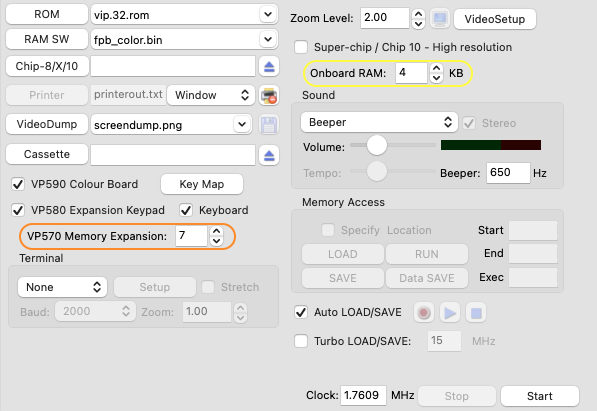 ROM vip.32.rom
RAM SW fpb_color.bin
Chip-8/X/10
Printer printerout.txt Window
VideoDump screendump.png
Cassette
VP590 Colour Board Key Map
VP580 Expansion Keypad Keyboard
VP570 Memory Expansion: 7
Terminal
None Setup Stretch
Baud: 2000 Zoom: 1.00
Zoom Level: 2.00 VideoSetup
Super-chip / Chip 10 - High resolution
Onboard RAM: 4 KB
Sound
Beeper Stereo
Volume:
Tempo: Beeper: 650 Hz
Memory Access
Specify Location Start
LOAD RUN End
SAVE Data SAVE Exec
Auto LOAD/SAVE
Turbo LOAD/SAVE: 15 MHz
Clock: 1.7609 MHz Stop Start